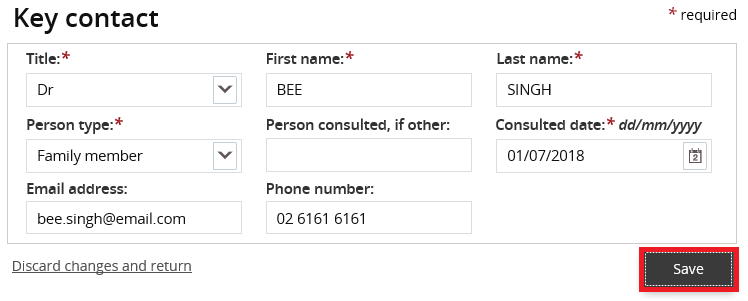 Key contact
* required
Title:* First name:* Last name:*
Dr BEE SINGH
Person type:* Person consulted, if other: Consulted date:* dd/mm/yyyy
Family member 01/07/2018 2
Email address: Phone number:
bee.singh@email.com 02 6161 6161
Discard changes and return Save